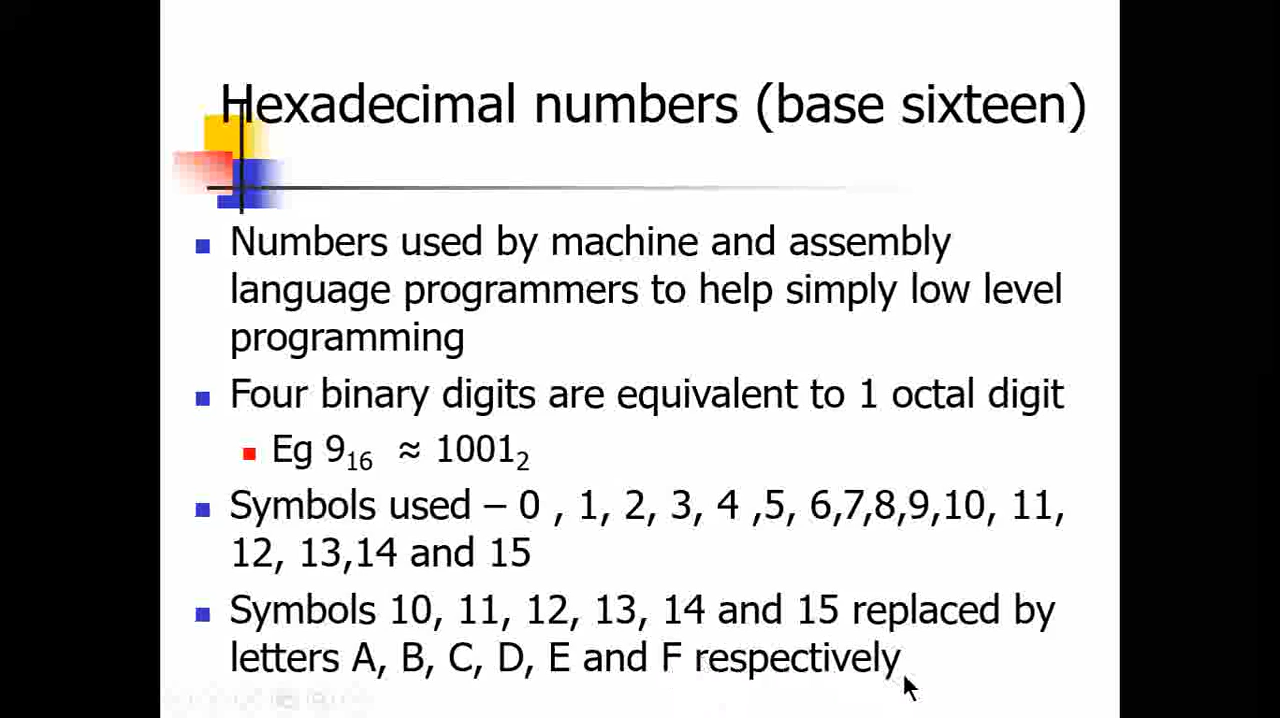 Hexadecimal numbers (base sixteen)
Numbers used by machine and assembly
language programmers to help simply low level
programming
Four binary digits are equivalent to 1 octal digit
Eg 9₁₆ ≈ 1001₂
Symbols used – 0 , 1, 2, 3, 4 ,5, 6,7,8,9,10, 11,
12, 13,14 and 15
Symbols 10, 11, 12, 13, 14 and 15 replaced by
letters A, B, C, D, E and F respectively